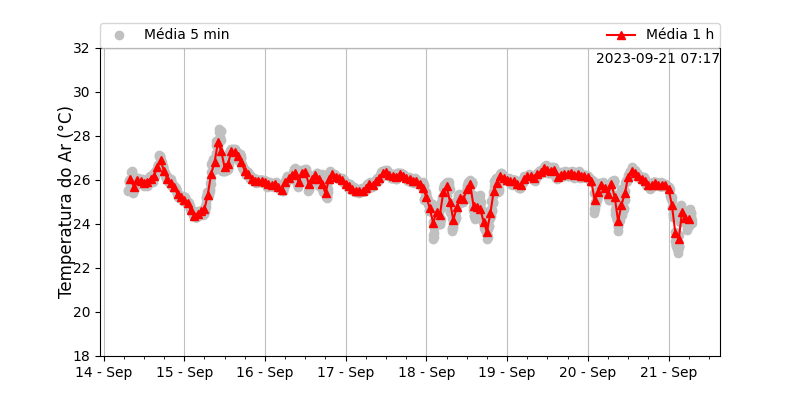 Média 5 min
Média 1 h
2023-09-21 07:17
Temperatura do Ar (°C)
32
30
28
26
24
22
20
18
14 - Sep
15 - Sep
16 - Sep
17 - Sep
18 - Sep
19 - Sep
20 - Sep
21 - Sep